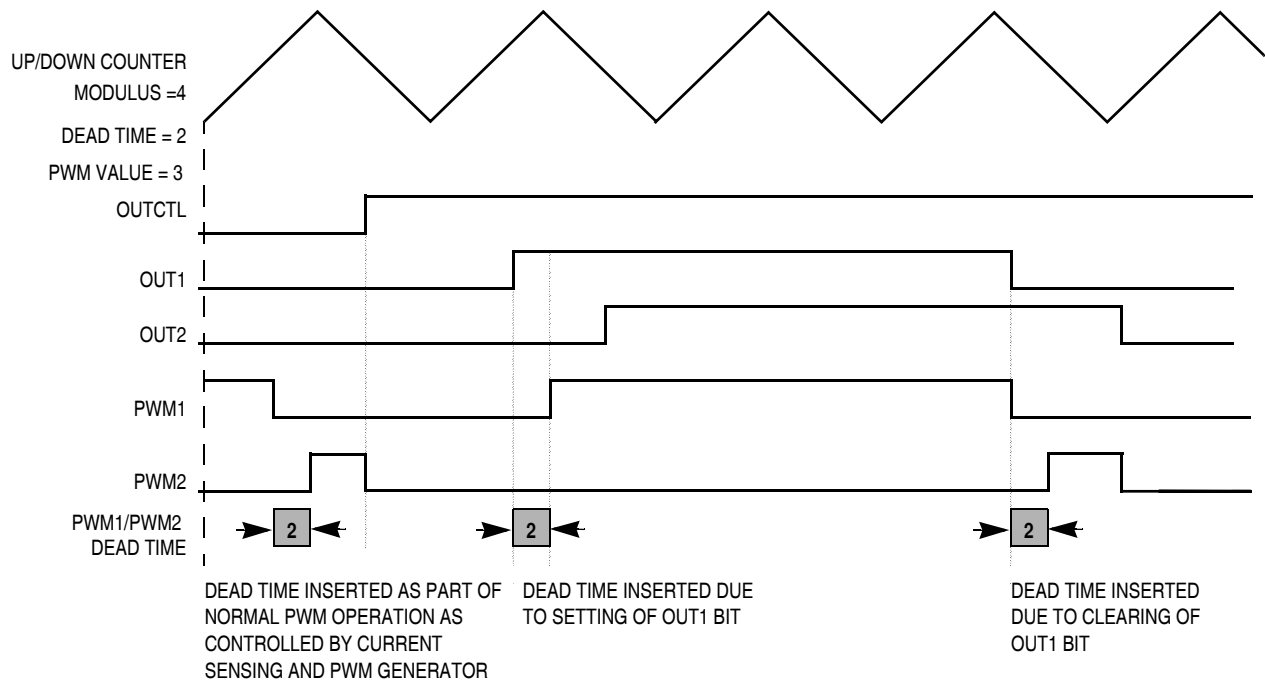 UP/DOWN COUNTER
MODULUS =4
DEAD TIME = 2
PWM VALUE = 3
OUTCTL
OUT1
OUT2
PWM1
PWM2
PWM1/PWM2
DEAD TIME
2
2
2
DEAD TIME INSERTED AS PART OF
NORMAL PWM OPERATION AS
CONTROLLED BY CURRENT
SENSING AND PWM GENERATOR
DEAD TIME INSERTED DUE
TO SETTING OF OUT1 BIT
DEAD TIME INSERTED
DUE TO CLEARING OF
OUT1 BIT